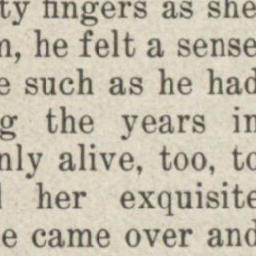 ty fingers as she
n, he felt a sense
e such as he had
g the years in
nly alive, too, to
her exquisite
e came over and